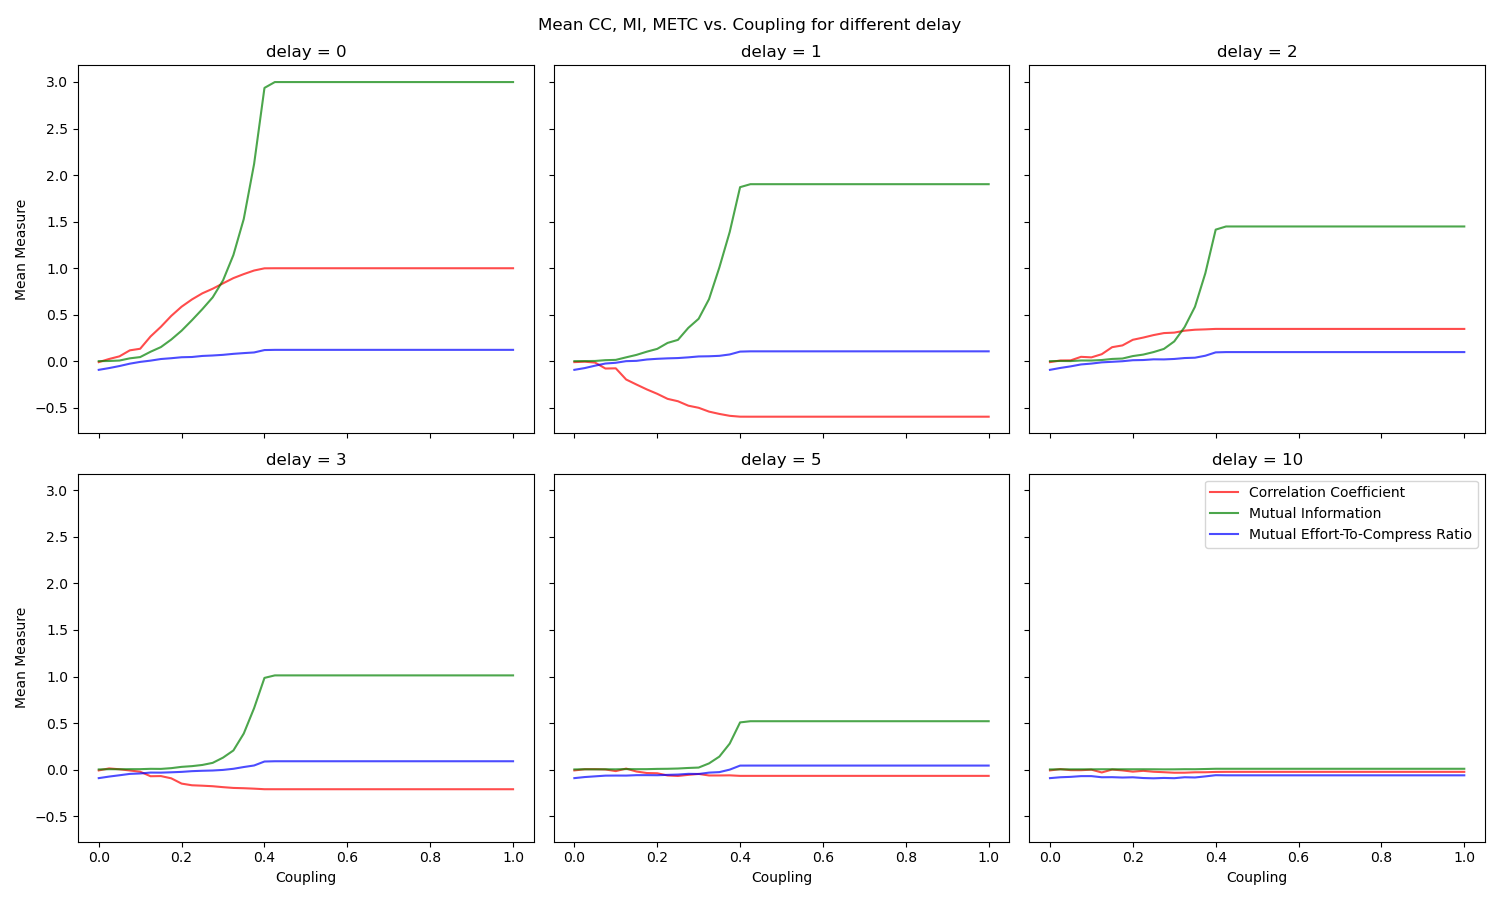 Mean CC, MI, METC vs. Coupling for different delay
delay = 0
delay = 1
delay = 2
3.0
2.5
2.0
1.5
1.0
0.5
0.0
−0.5
Mean Measure
delay = 3
delay = 5
delay = 10
3.0
2.5
2.0
1.5
1.0
0.5
0.0
−0.5
Mean Measure
Correlation Coefficient
Mutual Information
Mutual Effort-To-Compress Ratio
0.0 0.2 0.4 0.6 0.8 1.0
0.0 0.2 0.4 0.6 0.8 1.0
0.0 0.2 0.4 0.6 0.8 1.0
Coupling
Coupling
Coupling